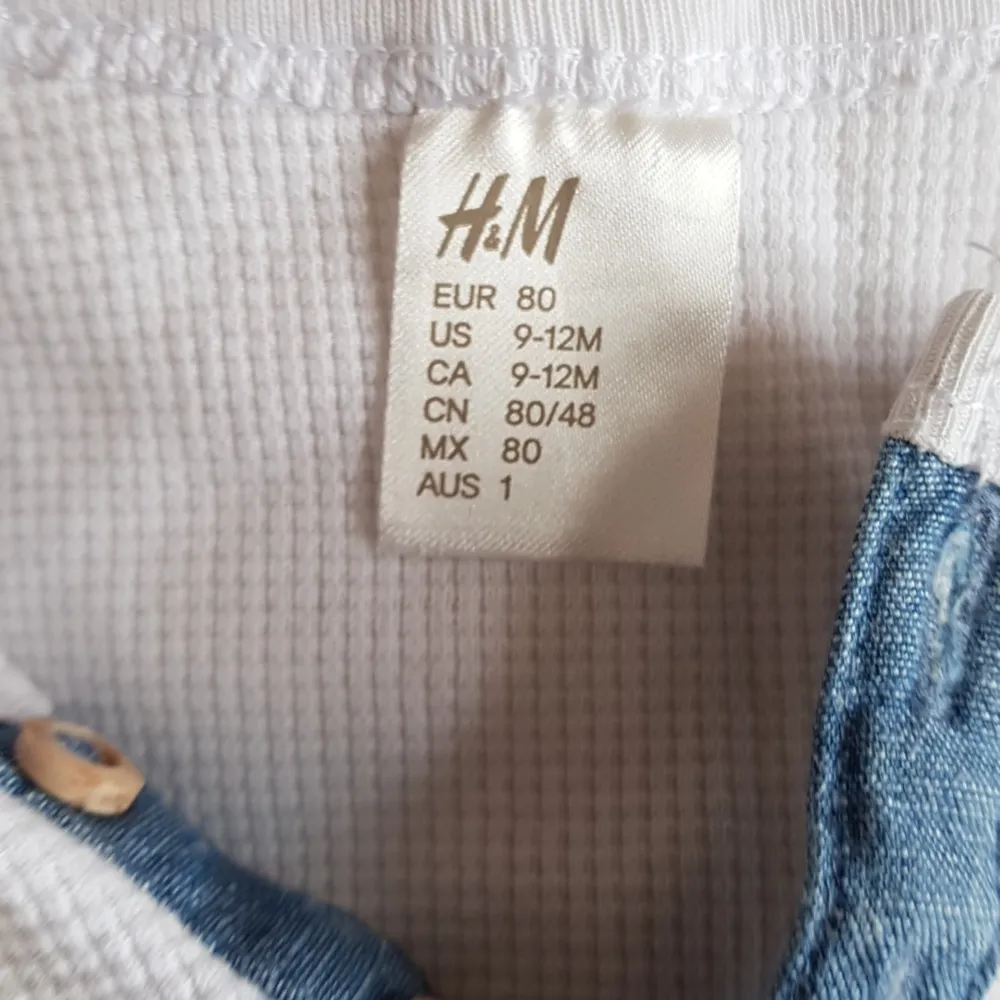 H&M
EUR 80
US 9-12M
CA 9-12M
CN 80/48
MX 80
AUS 1